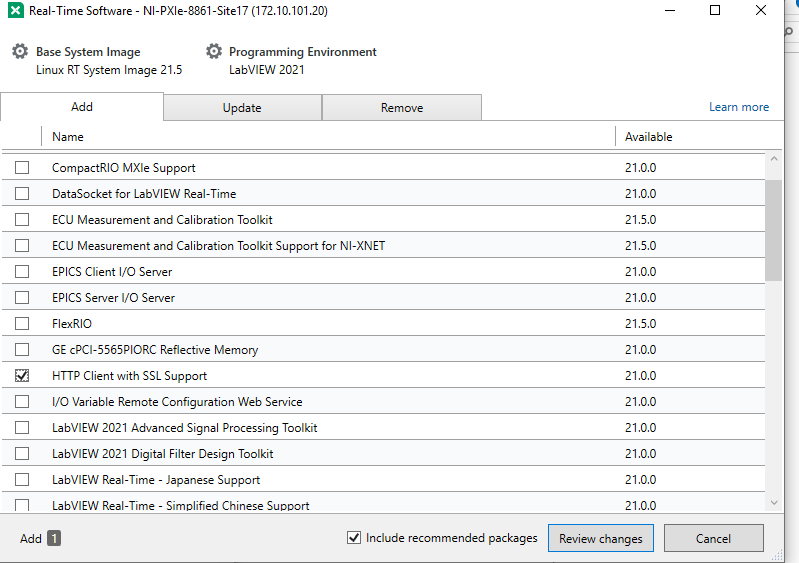 Real-Time Software - NI-PXIe-8861-Site17 (172.10.101.20)
Base System Image
Linux RT System Image 21.5
Programming Environment
LabVIEW 2021
Add Update Remove Learn more
Name Available
CompactRIO MXIe Support 21.0.0
DataSocket for LabVIEW Real-Time 21.0.0
ECU Measurement and Calibration Toolkit 21.5.0
ECU Measurement and Calibration Toolkit Support for NI-XNET 21.5.0
EPICS Client I/O Server 21.0.0
EPICS Server I/O Server 21.0.0
FlexRIO 21.5.0
GE cPCI-5565PIORC Reflective Memory 21.0.0
HTTP Client with SSL Support 21.0.0
I/O Variable Remote Configuration Web Service 21.0.0
LabVIEW 2021 Advanced Signal Processing Toolkit 21.0.0
LabVIEW 2021 Digital Filter Design Toolkit 21.0.0
LabVIEW Real-Time - Japanese Support 21.0.0
LabVIEW Real-Time - Simplified Chinese Support 21.0.0
Add 1 Include recommended packages Review changes Cancel